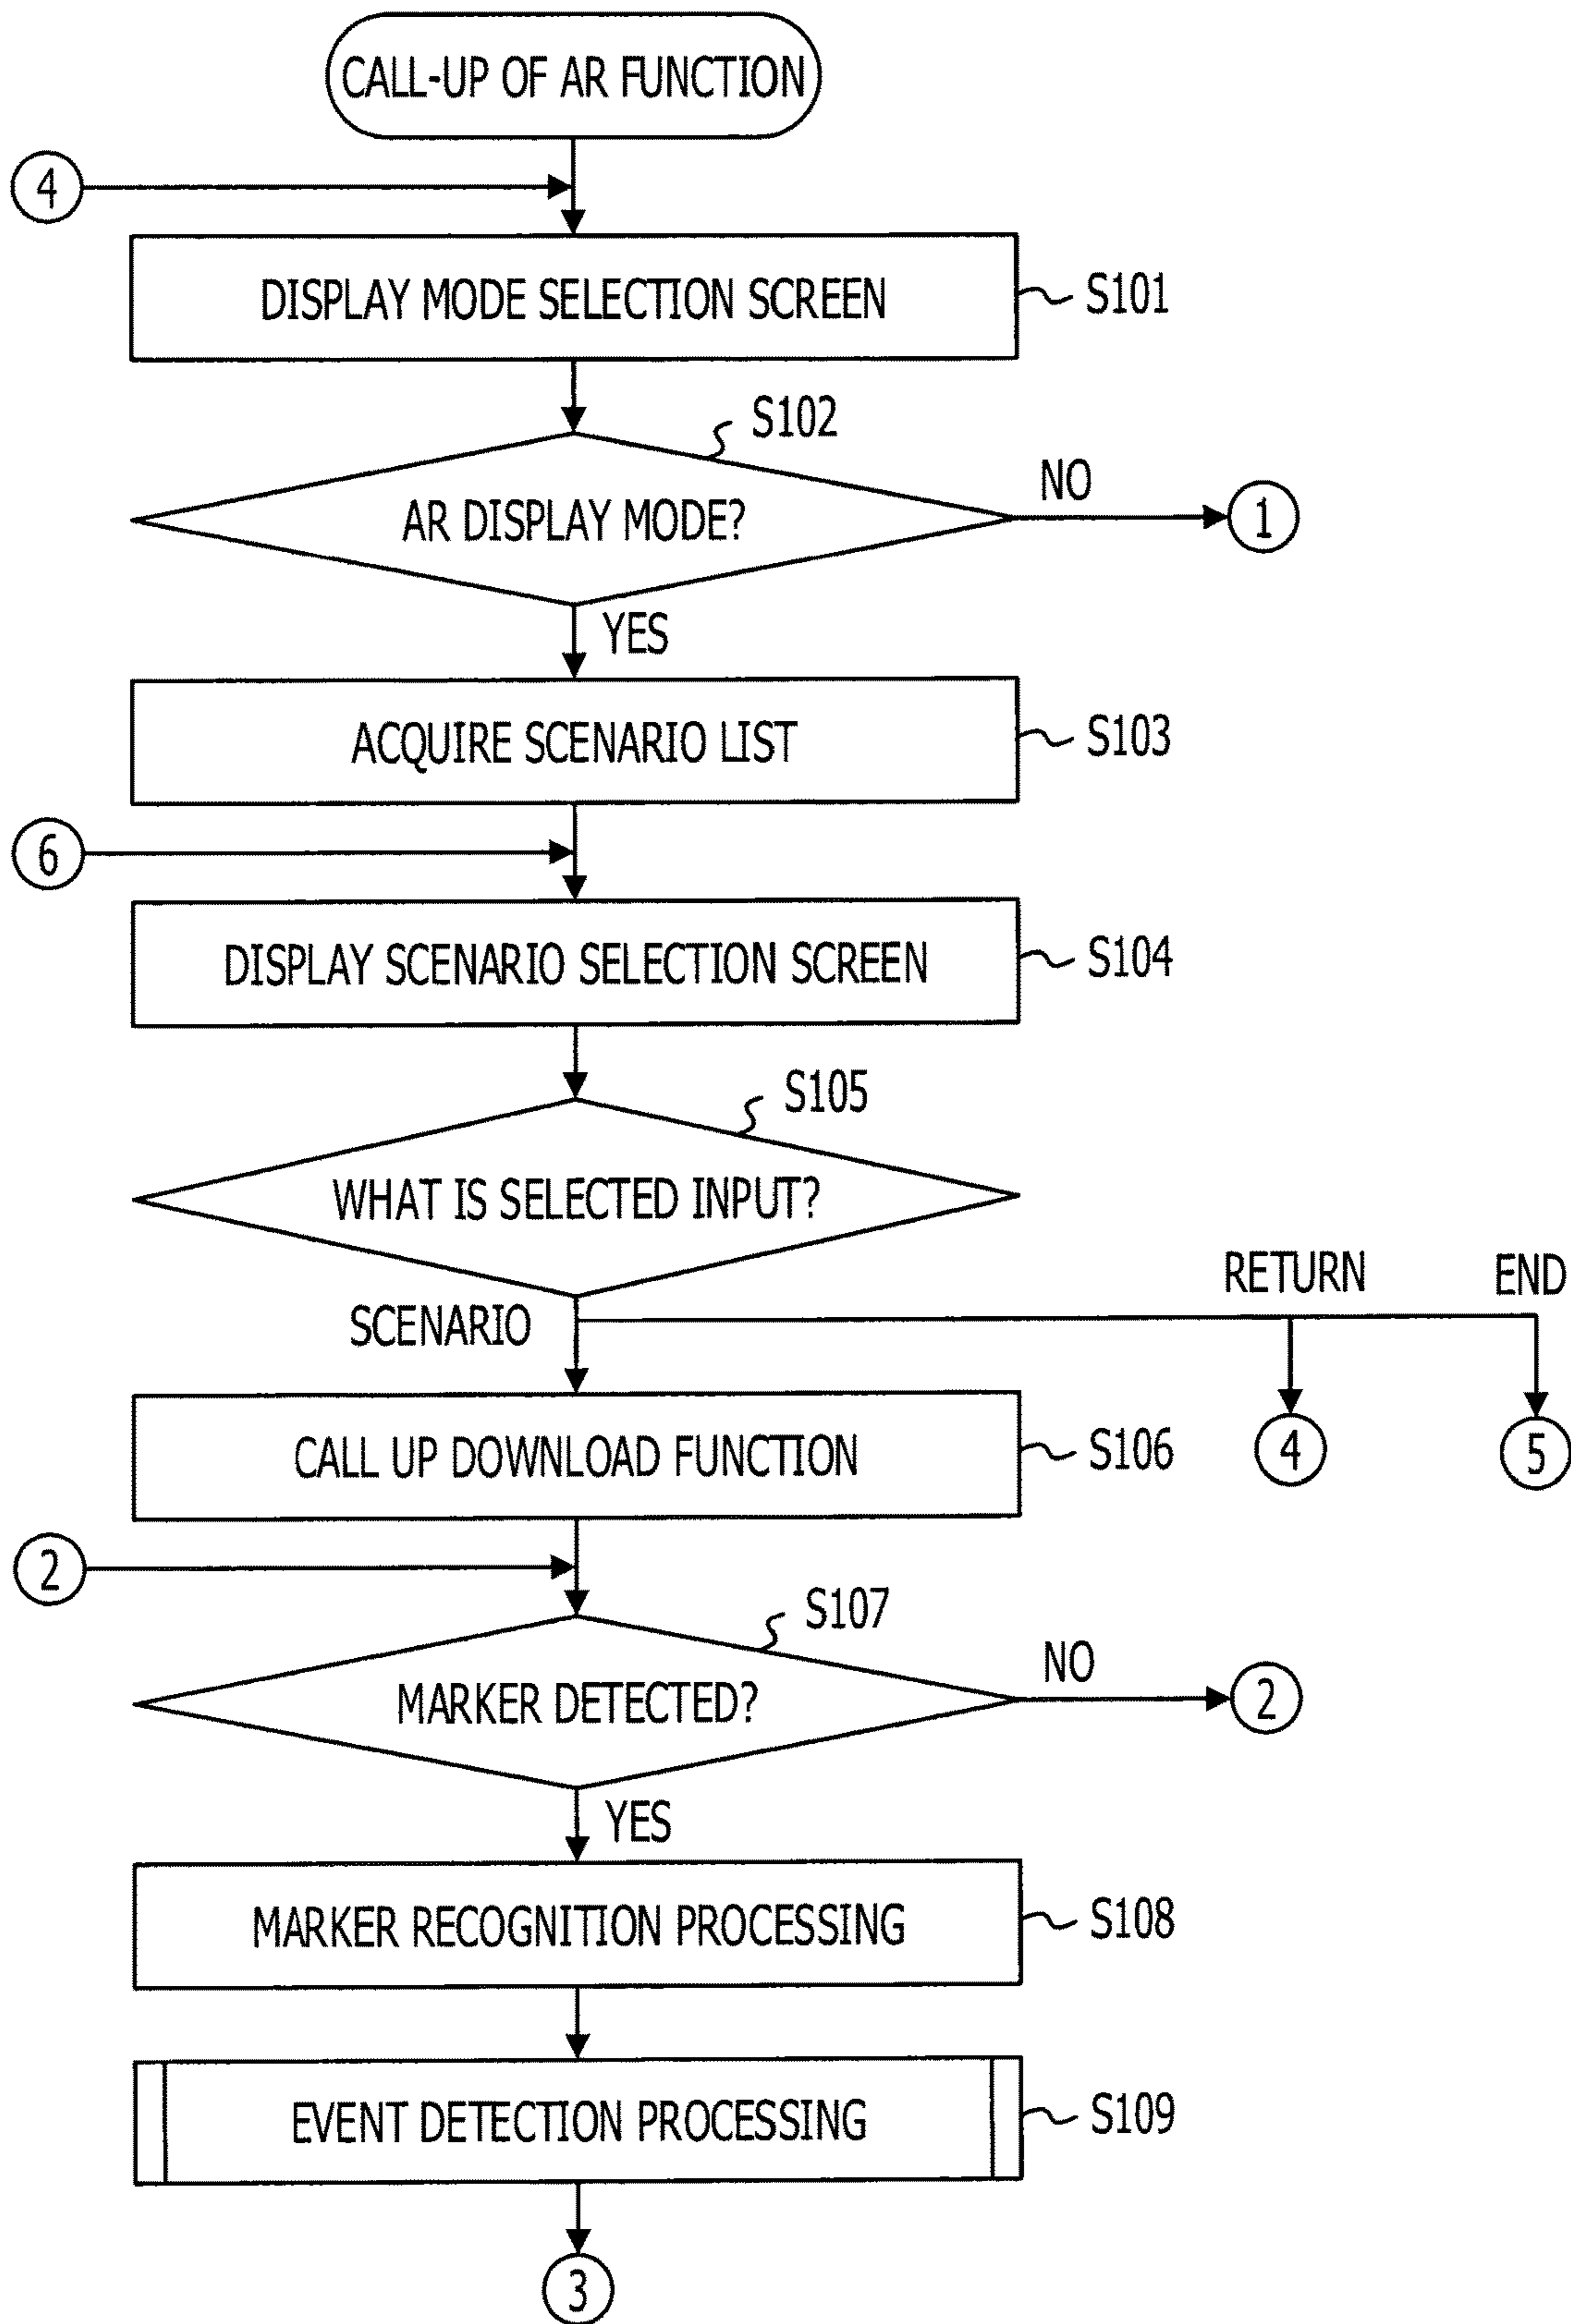 CALL-UP OF AR FUNCTION
4
DISPLAY MODE SELECTION SCREEN
S101
S102
AR DISPLAY MODE?
NO
1
YES
ACQUIRE SCENARIO LIST
S103
6
DISPLAY SCENARIO SELECTION SCREEN
S104
S105
WHAT IS SELECTED INPUT?
RETURN
END
SCENARIO
CALL UP DOWNLOAD FUNCTION
S106
4
5
2
S107
MARKER DETECTED?
NO
2
YES
MARKER RECOGNITION PROCESSING
S108
EVENT DETECTION PROCESSING
S109
3